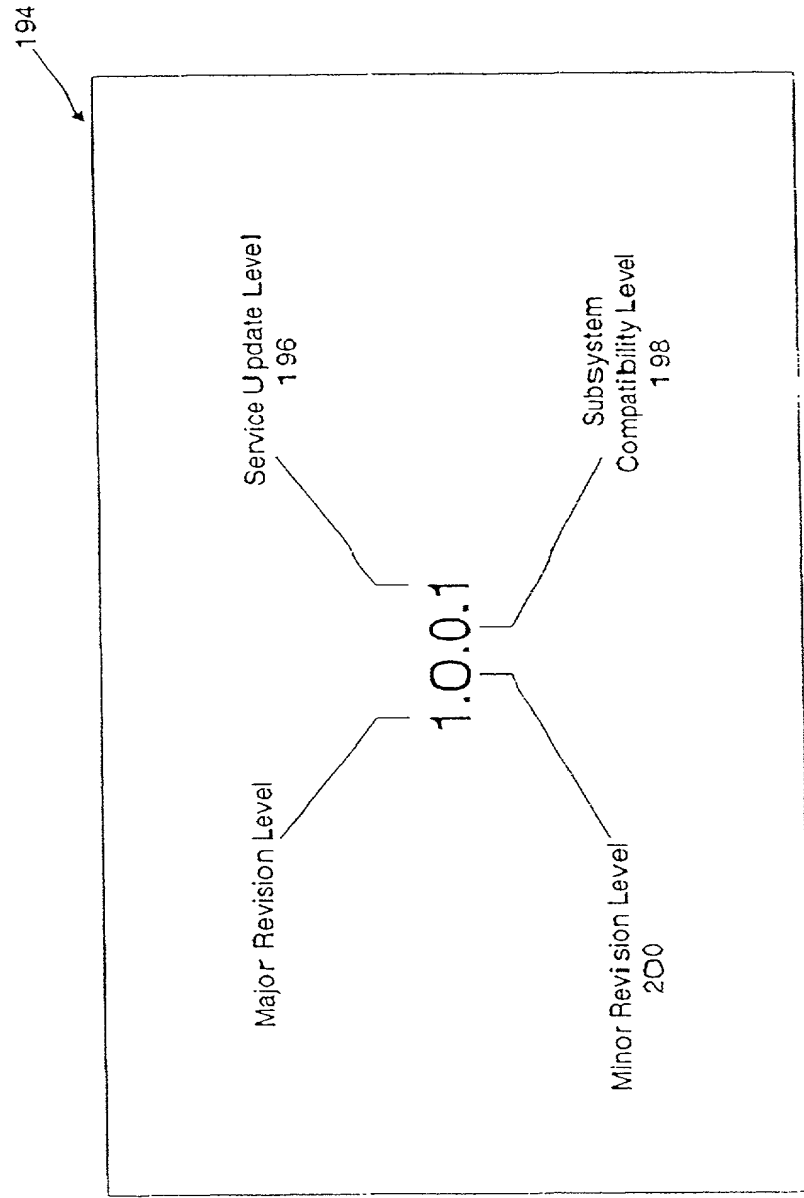 194
Major Revision Level
Service Update Level
196
1.0.0.1
Minor Revision Level
200
Subsystem
Compatibility Level
198